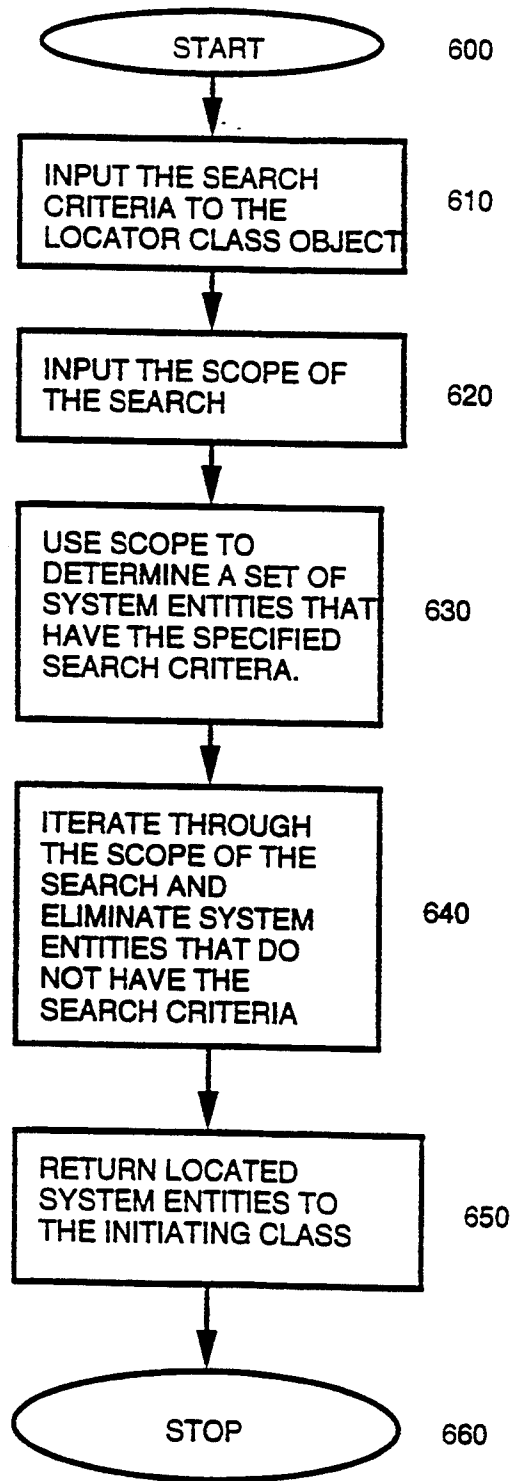 START
600
INPUT THE SEARCH
CRITERIA TO THE
LOCATOR CLASS OBJECT
610
INPUT THE SCOPE OF
THE SEARCH
620
USE SCOPE TO
DETERMINE A SET OF
SYSTEM ENTITIES THAT
HAVE THE SPECIFIED
SEARCH CRITERA.
630
ITERATE THROUGH
THE SCOPE OF THE
SEARCH AND
ELIMINATE SYSTEM
ENTITIES THAT DO
NOT HAVE THE
SEARCH CRITERIA
640
RETURN LOCATED
SYSTEM ENTITIES TO
THE INITIATING CLASS
650
STOP
660